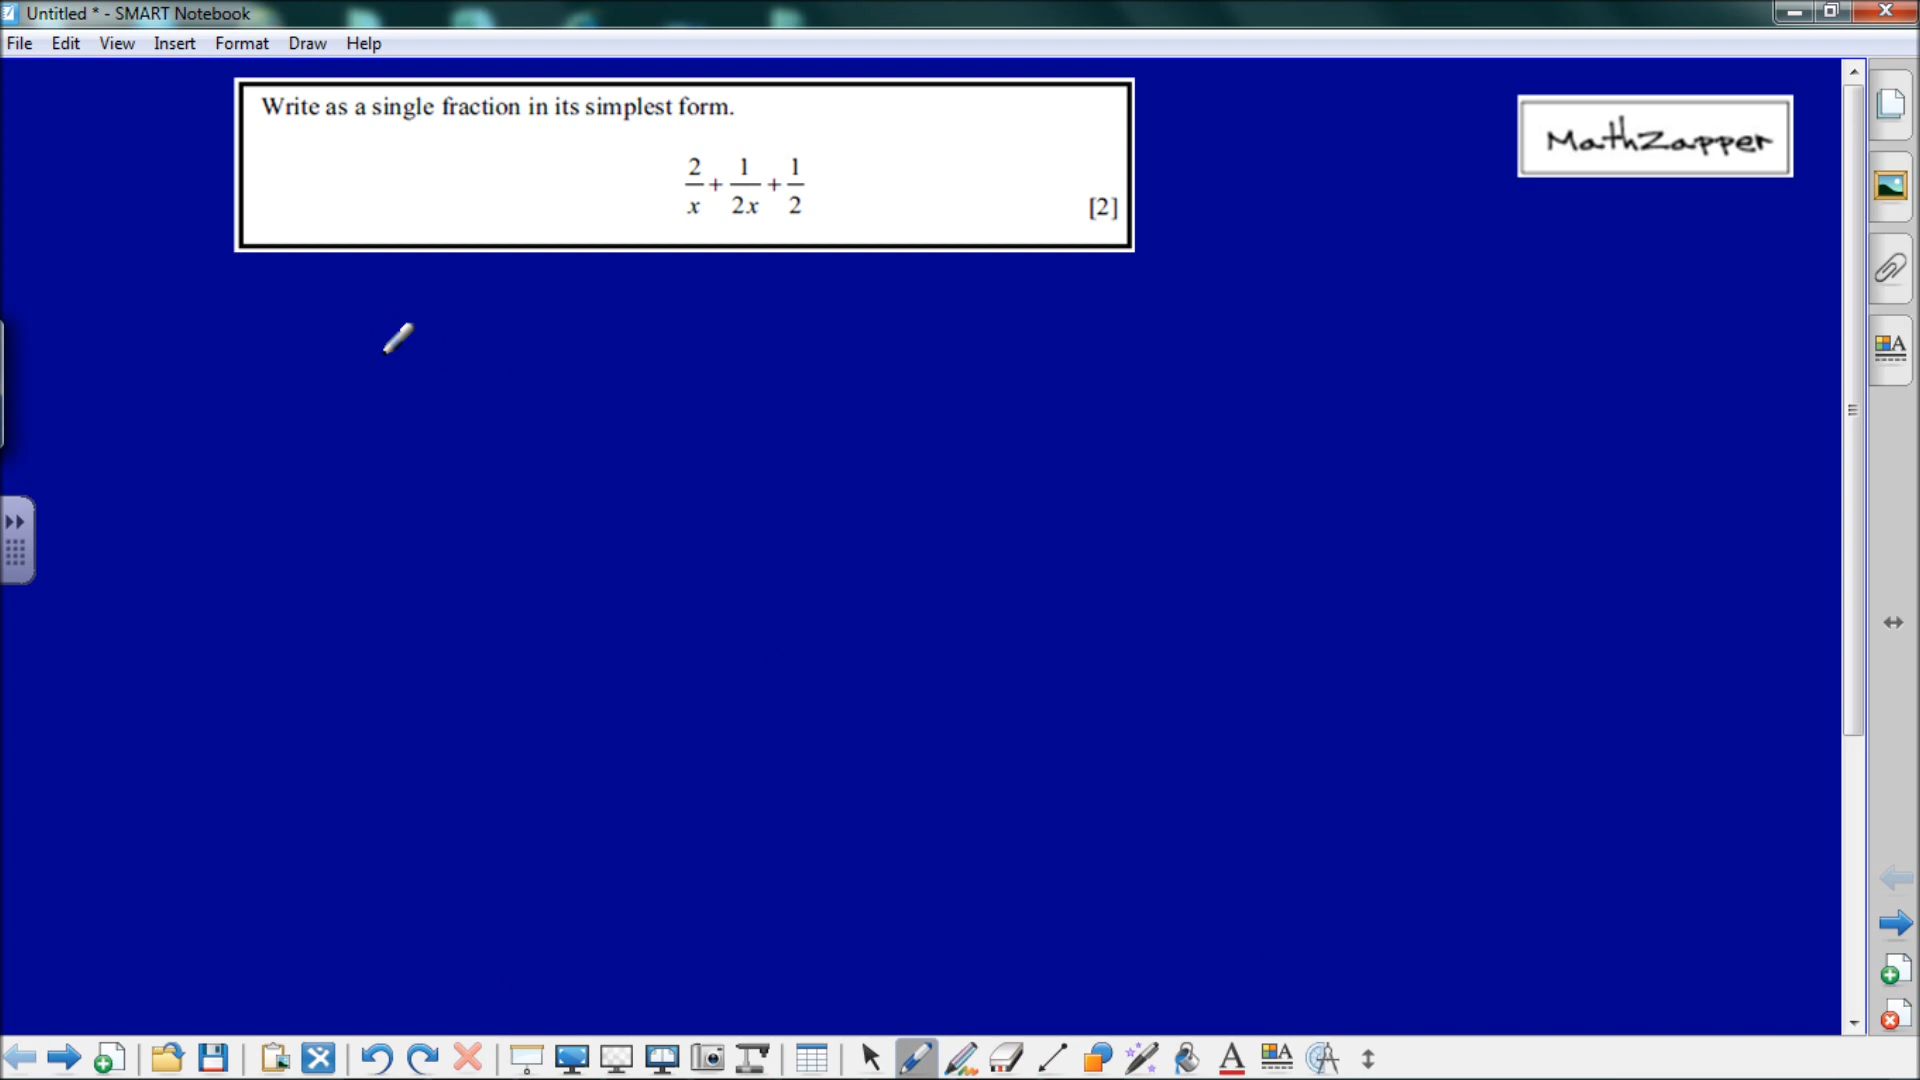 Untitled * - SMART Notebook
File Edit View Insert Format Draw Help
Write as a single fraction in its simplest form.
2/x + 1/2x + 1/2
[2]
MathZapper